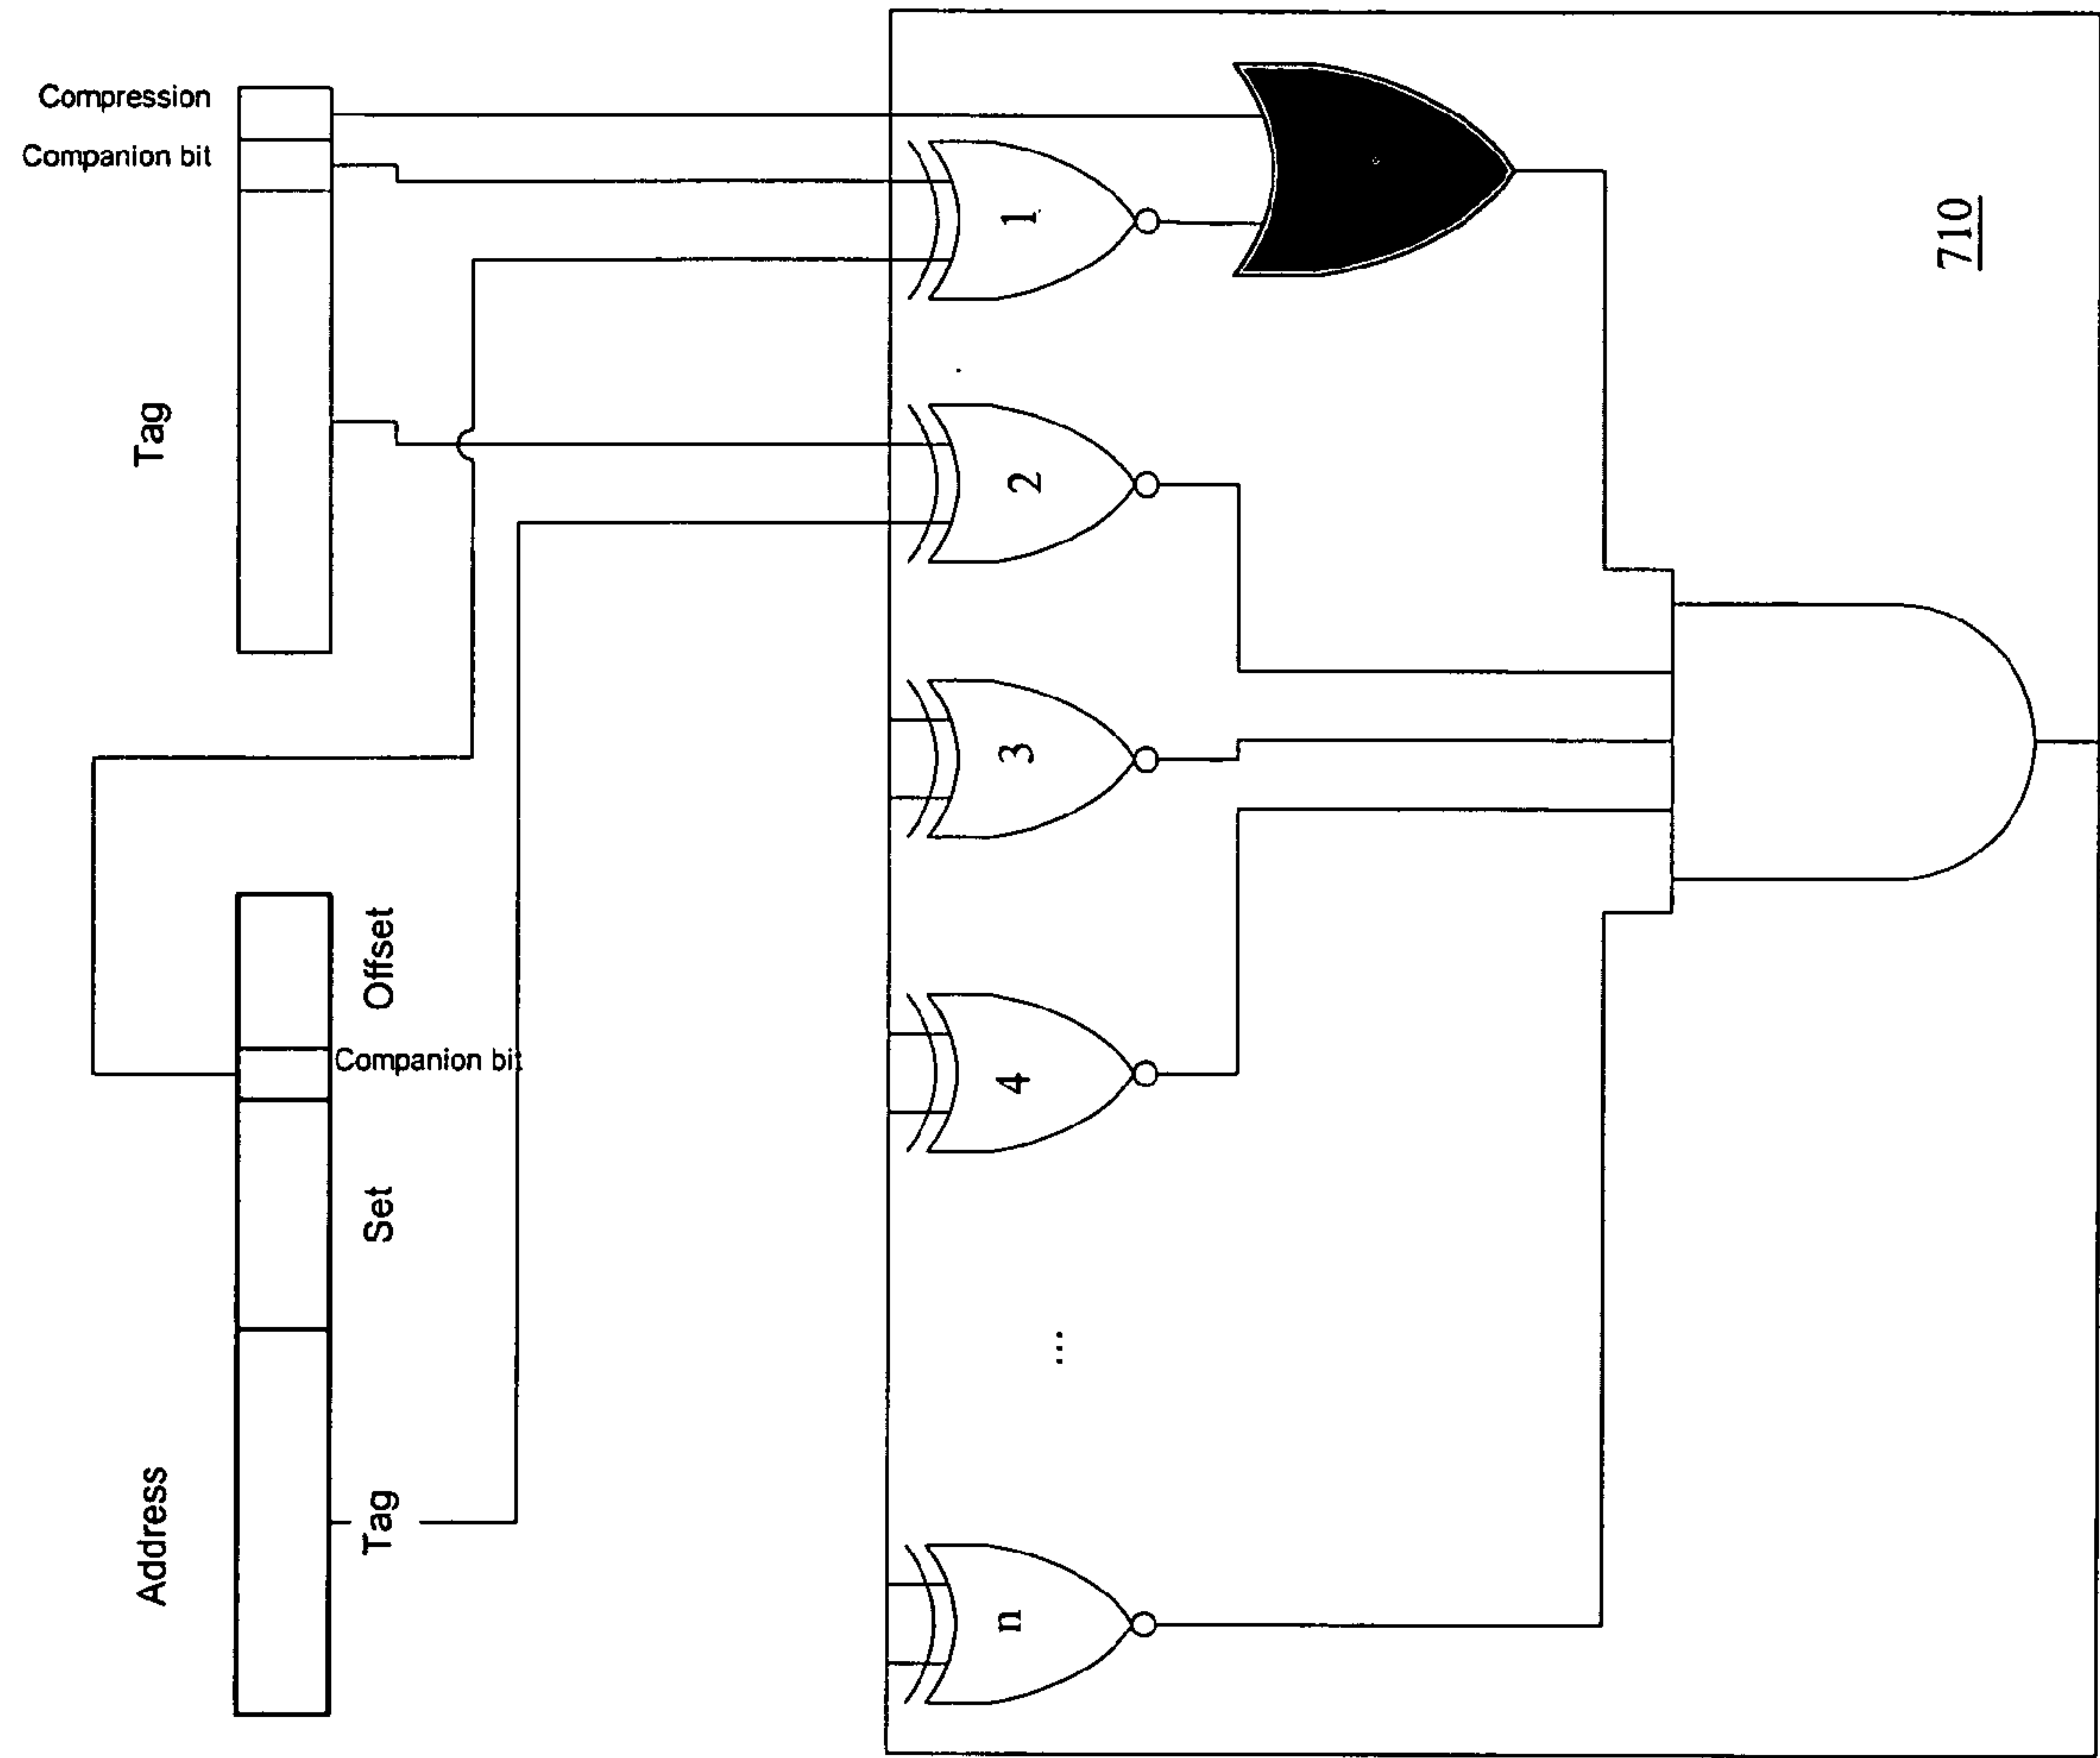 Compression
Companion bit
Tag
Address
Offset
Companion bit
Set
Tag
1
2
3
4
...
n
710